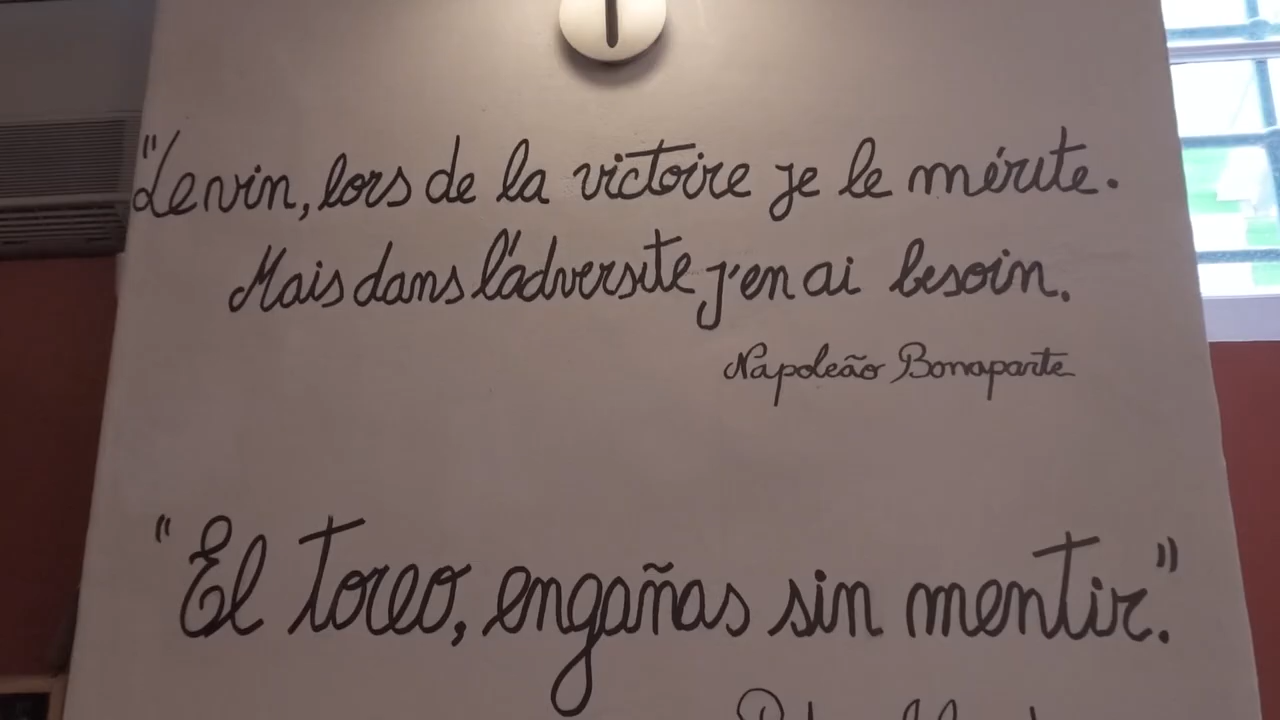 "Le vin, lors de la victoire je le mérite.
Mais dans l'adversite j'en ai besoin.
Napoleão Bonaparte
"El toreo, engañas sin mentir."